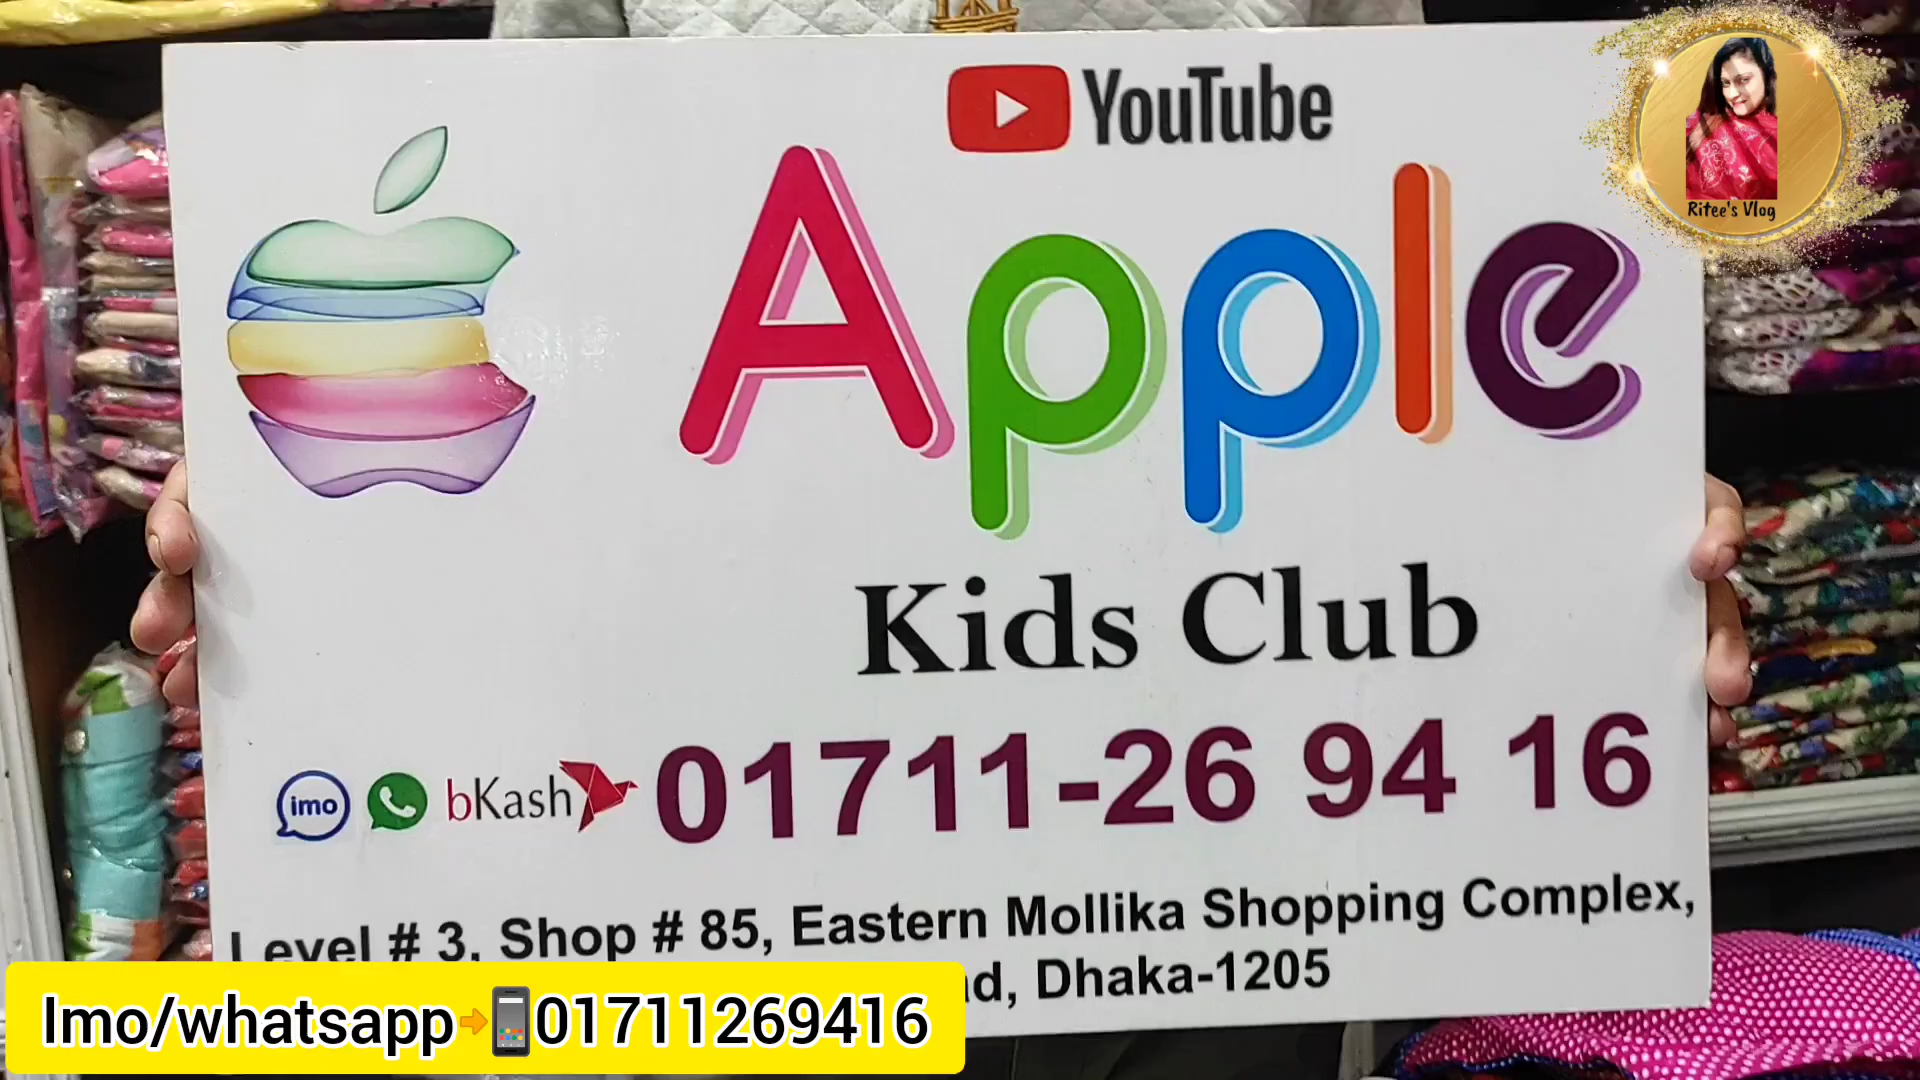 YouTube
Ritee's Vlog
Apple
Kids Club
imo bKash 01711-26 94 16
Level # 3, Shop # 85, Eastern Mollika Shopping Complex,
Dhaka-1205
Imo/whatsapp 01711269416